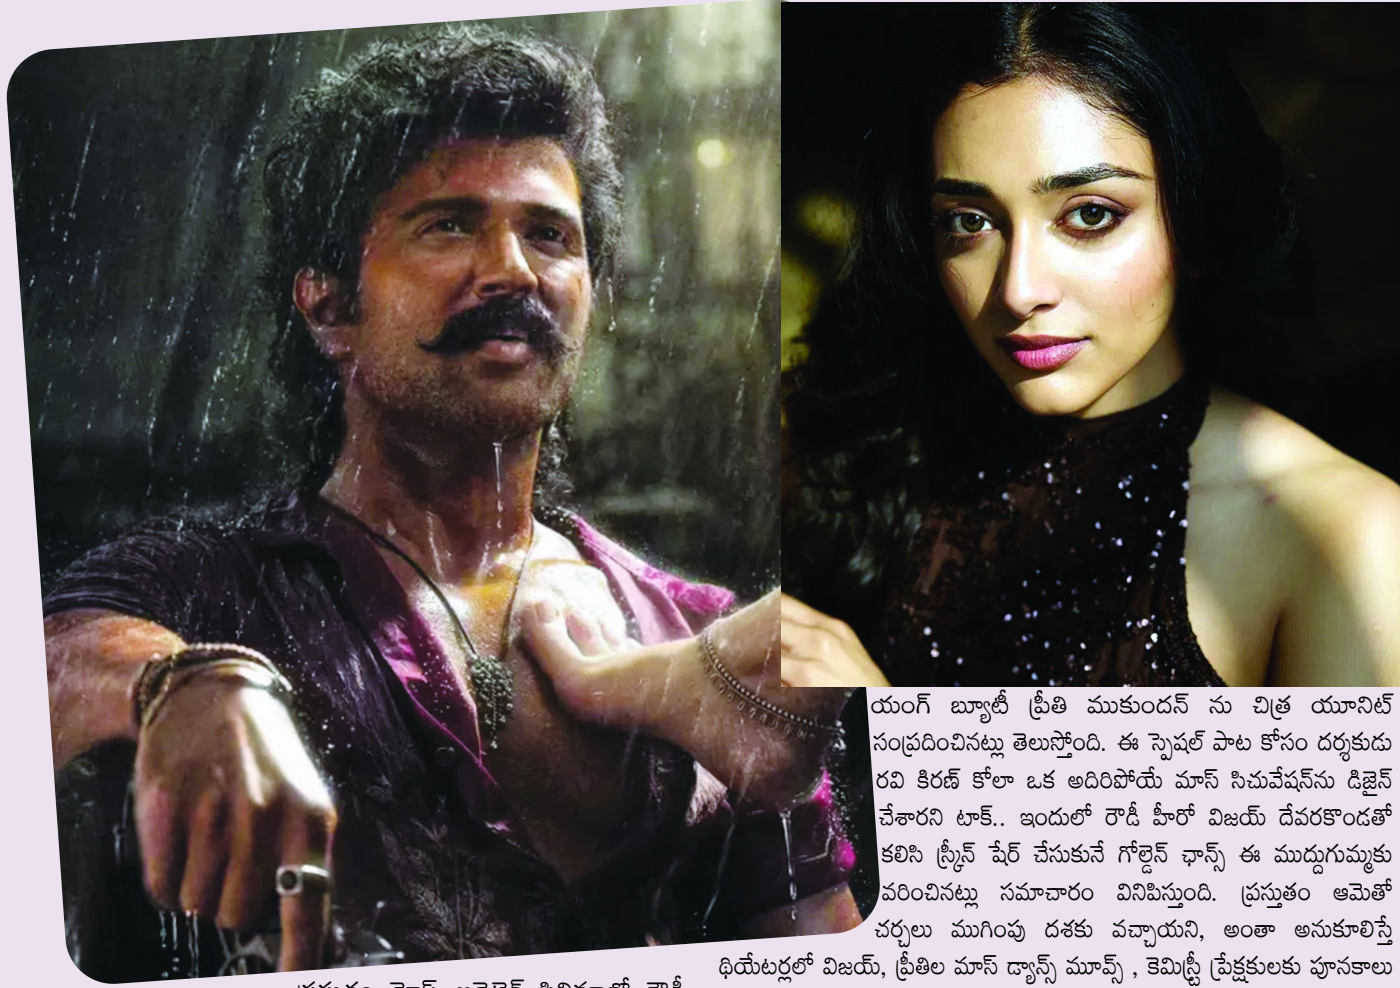 యంగ్ బ్యూటీ ప్రీతి ముకుందన్ ను చిత్ర యూనిట్
సంప్రదించినట్లు తెలుస్తోంది. ఈ స్పెషల్ పాట కోసం దర్శకుడు
రవి కిరణ్ కోలా ఒక అదిరిపోయే మాస్ సిచువేషన్‌ను డిజైన్
చేశారని టాక్.. ఇందులో రౌడీ హీరో విజయ్ దేవరకొండతో
కలిసి స్క్రీన్ షేర్ చేసుకునే గోల్డెన్ ఛాన్స్ ఈ ముద్దుగుమ్మకు
వరించినట్లు సమాచారం వినిపిస్తుంది. ప్రస్తుతం ఆమెతో
చర్చలు ముగింపు దశకు వచ్చాయని, అంతా అనుకూలిస్తే
థియేటర్లలో విజయ్, ప్రీతిల మాస్ డ్యాన్స్ మూవ్స్ , కెమిస్ట్రీ ప్రేక్షకులకు పూనకాలు